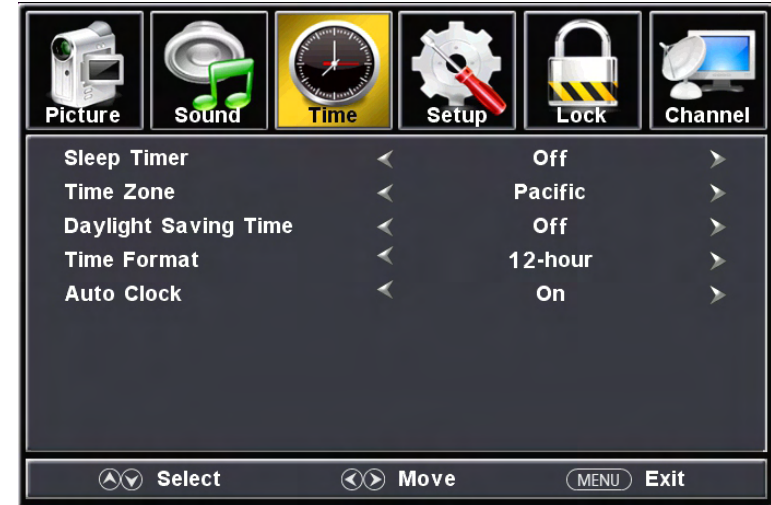 Picture Sound Time Setup Lock Channel
Sleep Timer Off
Time Zone Pacific
Daylight Saving Time Off
Time Format 12-hour
Auto Clock On
Select Move MENU Exit